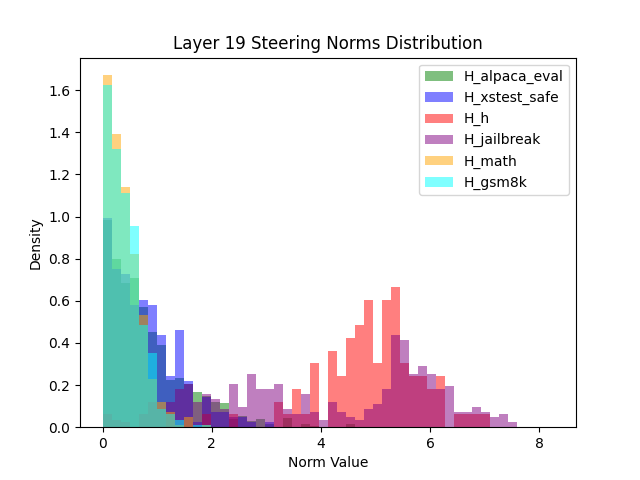 Layer 19 Steering Norms Distribution
H_alpaca_eval
H_xstest_safe
H_h
H_jailbreak
H_math
H_gsm8k
1.6
1.4
1.2
1.0
0.8
0.6
0.4
0.2
0.0
Density
0 2 4 6 8
Norm Value